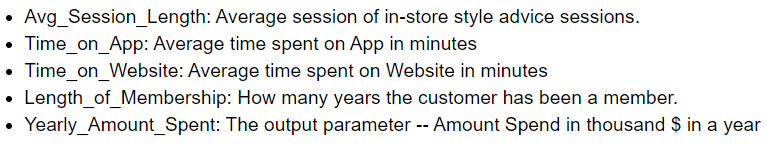 • Avg_Session_Length: Average session of in-store style advice sessions.
• Time_on_App: Average time spent on App in minutes
• Time_on_Website: Average time spent on Website in minutes
• Length_of_Membership: How many years the customer has been a member.
• Yearly_Amount_Spent: The output parameter -- Amount Spend in thousand $ in a year